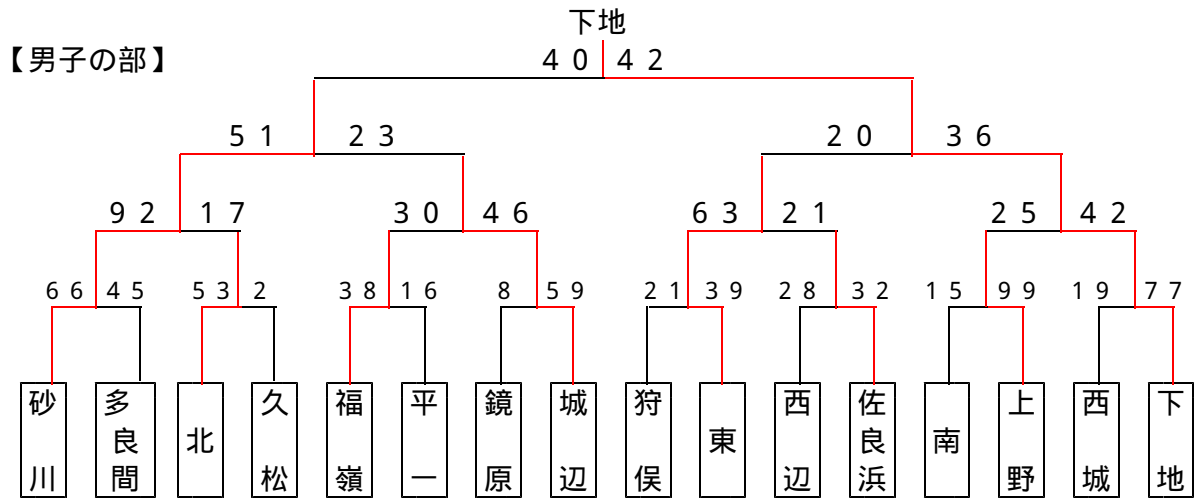 下地
【男子の部】
40 42
51 23 20 36
92 17 30 46 63 21 25 42
66 45 53 2 38 16 8 59 21 39 28 32 15 99 19 77
砂川
多良間
北
久松
福嶺
平一
鏡原
城辺
狩俣
東
西辺
佐良浜
南
上野
西城
下地